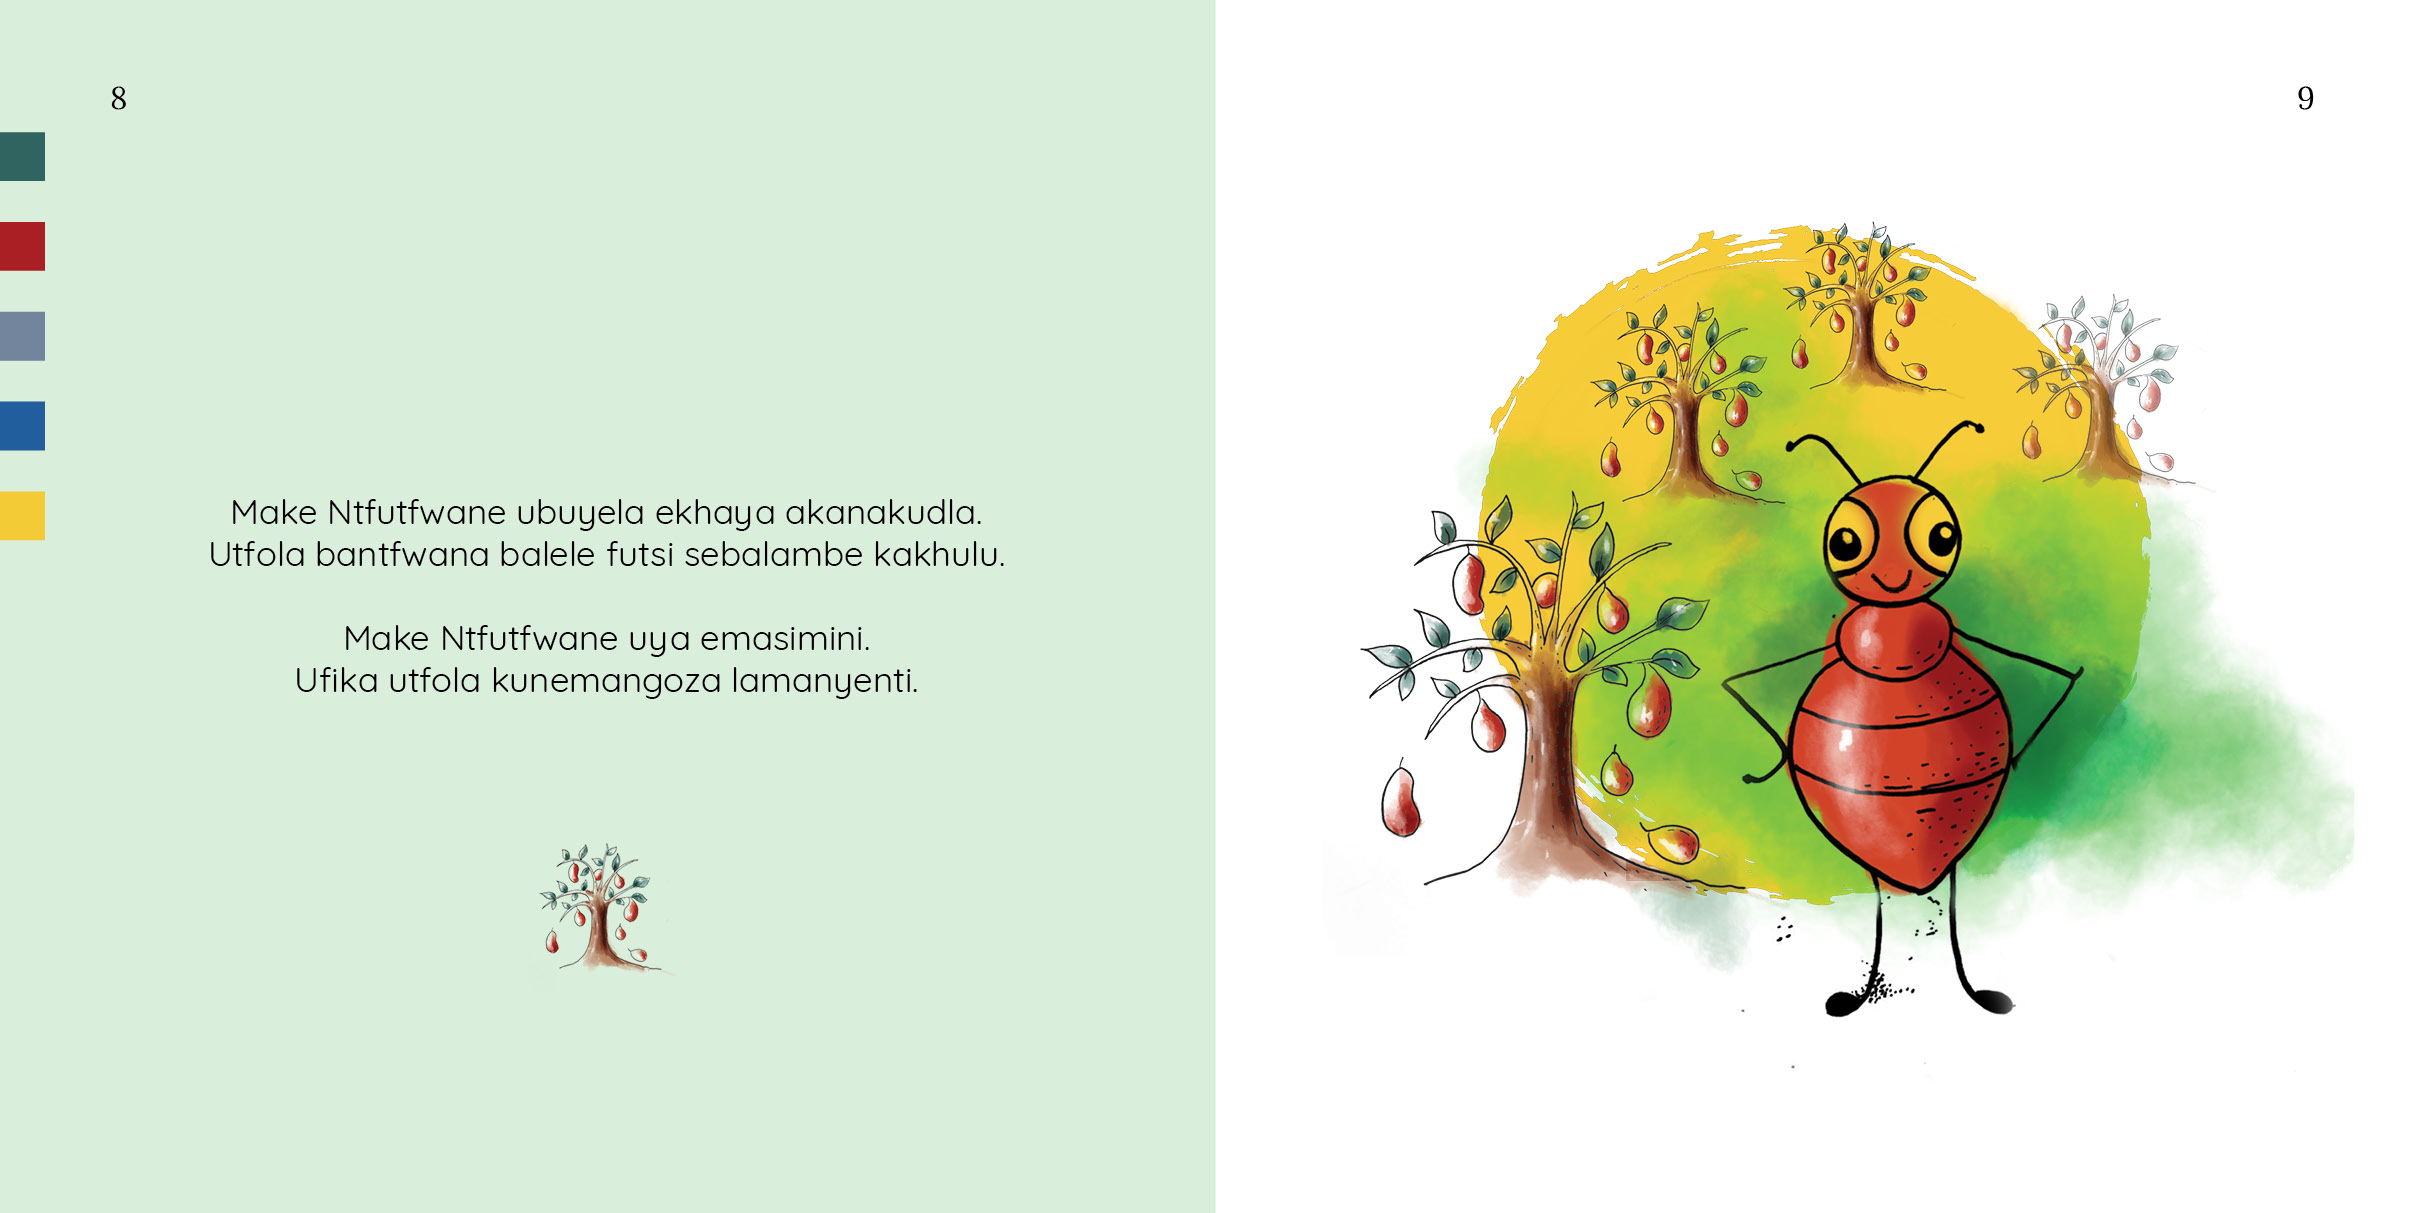 8
Make Ntfutfwane ubuyela ekhaya akanakudla.
Utfola bantfwana balele futsi sebalambe kakhulu.
Make Ntfutfwane uya emasimini.
Ufika utfola kunemangoza lamanyenti.
9